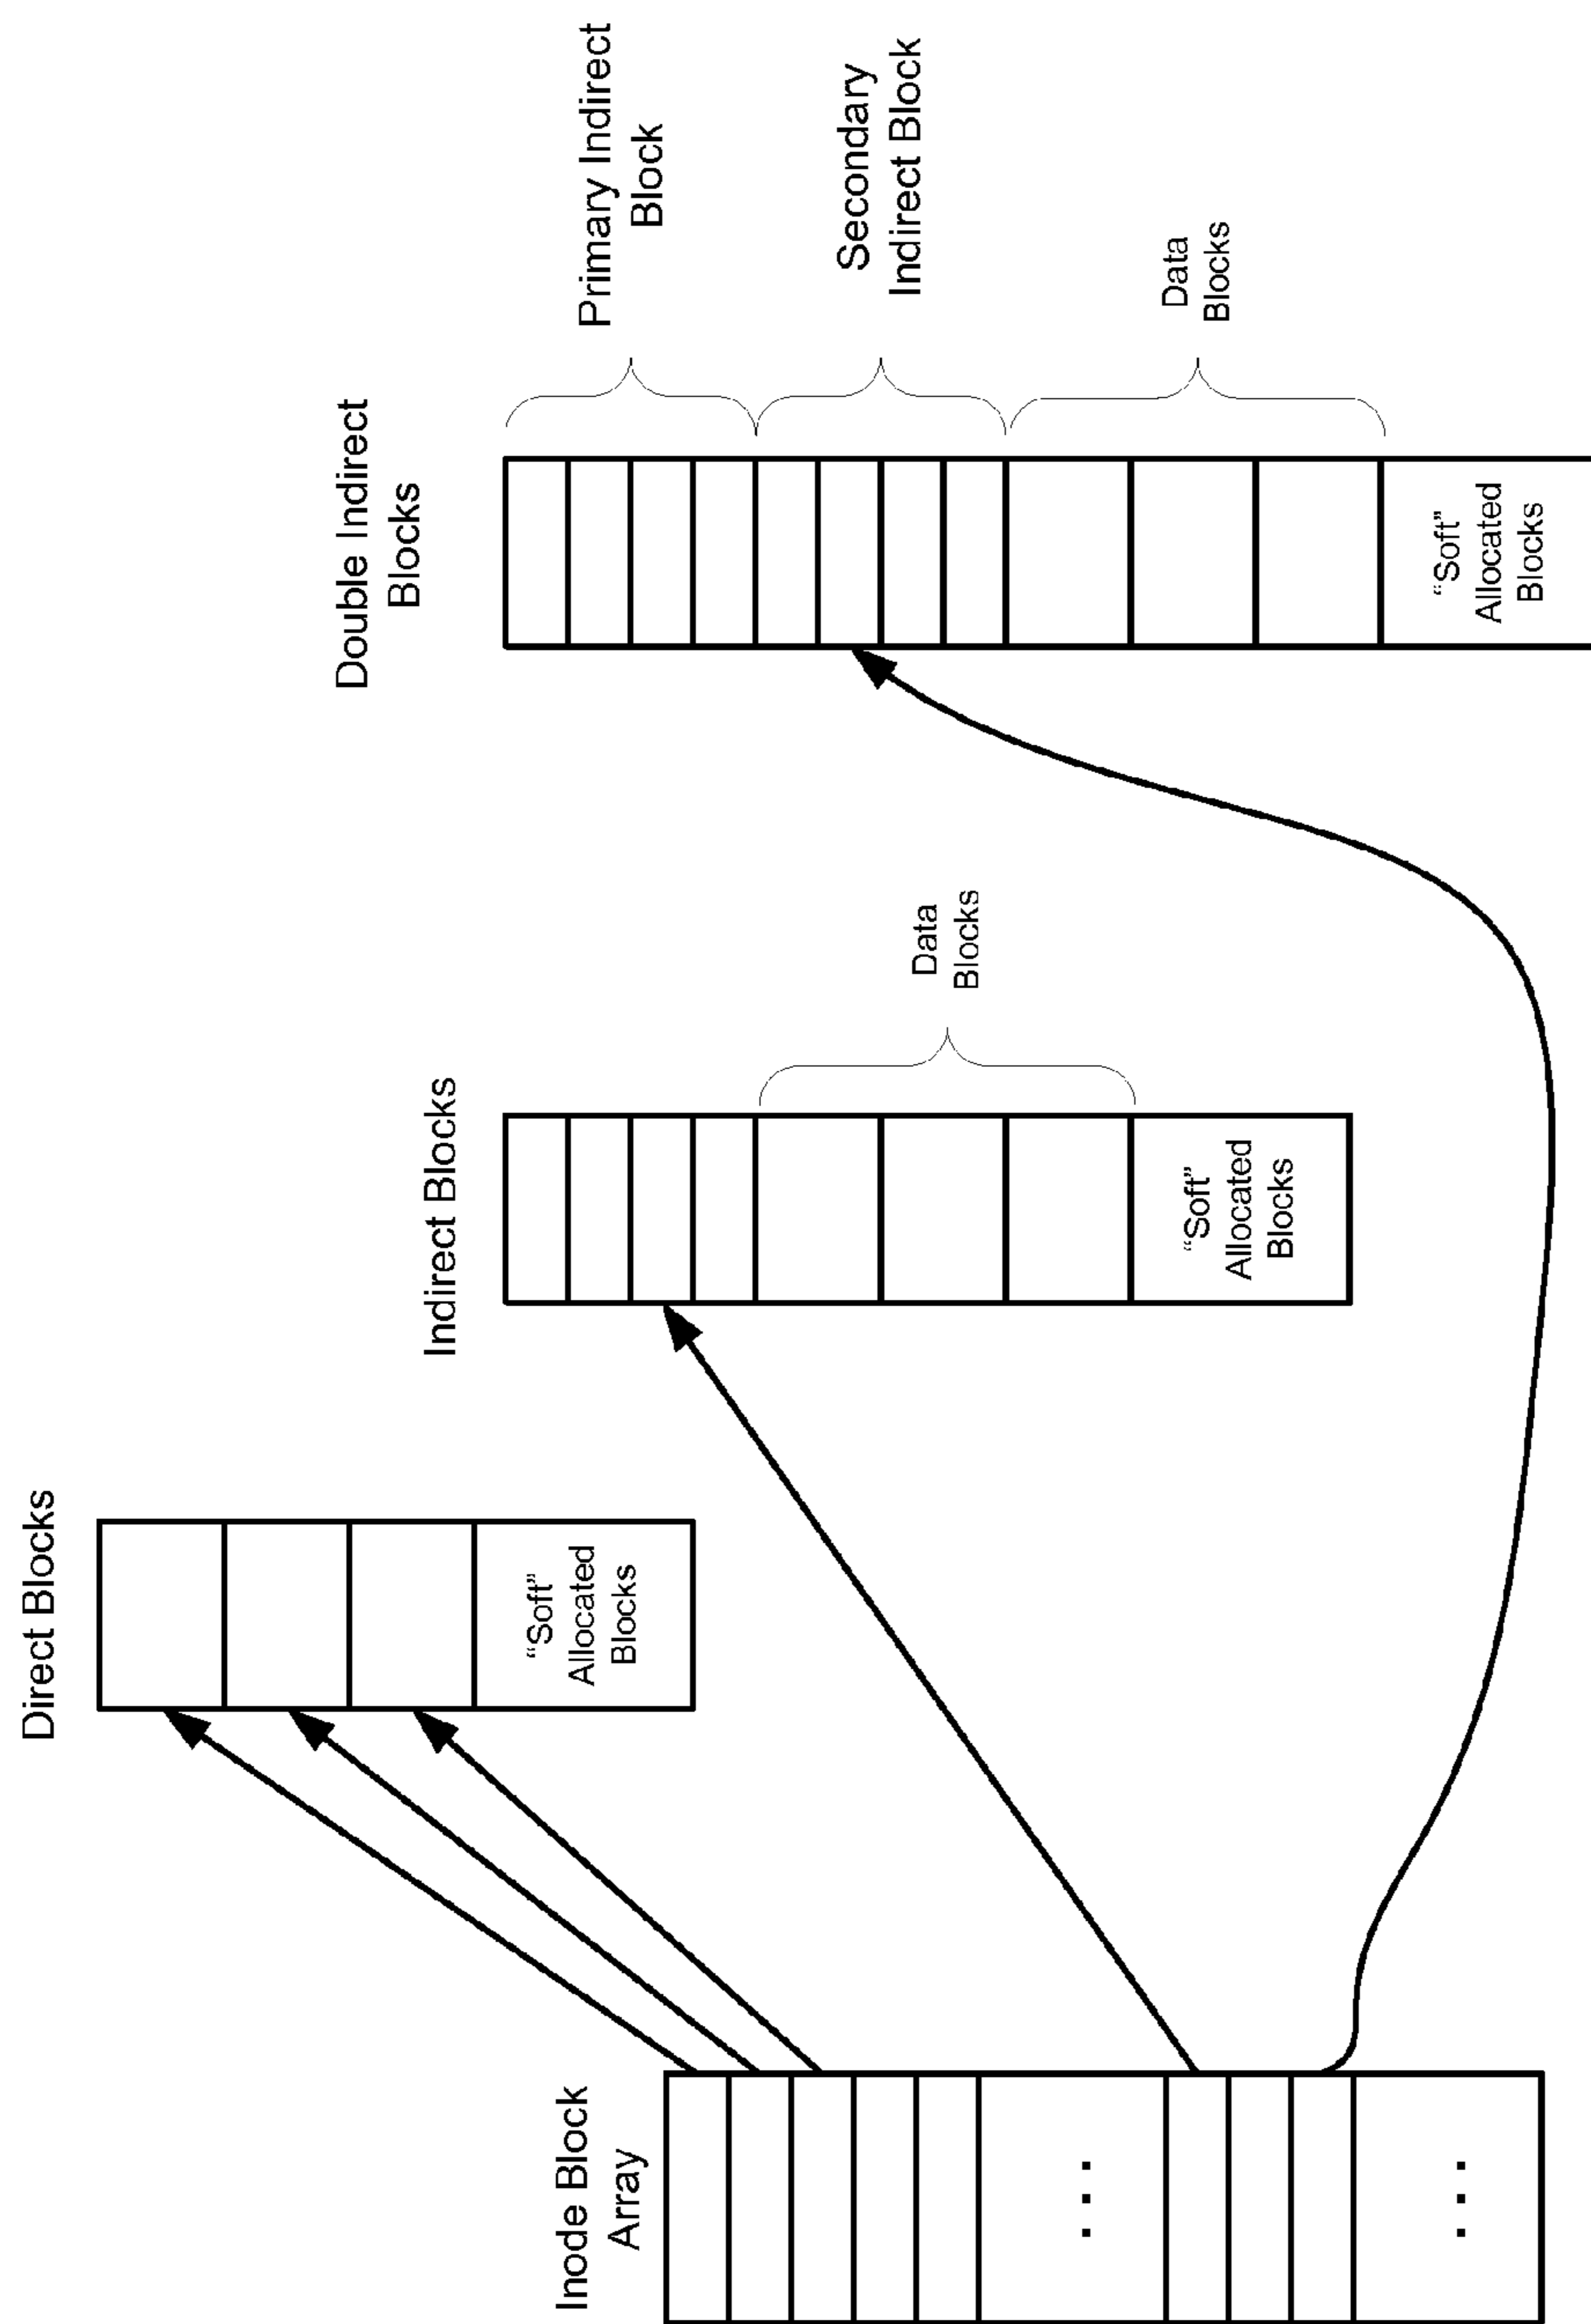 Inode Block
Array
Direct Blocks
“Soft”
Allocated
Blocks
Indirect Blocks
“Soft”
Allocated
Blocks
Data
Blocks
Double Indirect
Blocks
“Soft”
Allocated
Blocks
Primary Indirect
Block
Secondary
Indirect Block
Data
Blocks